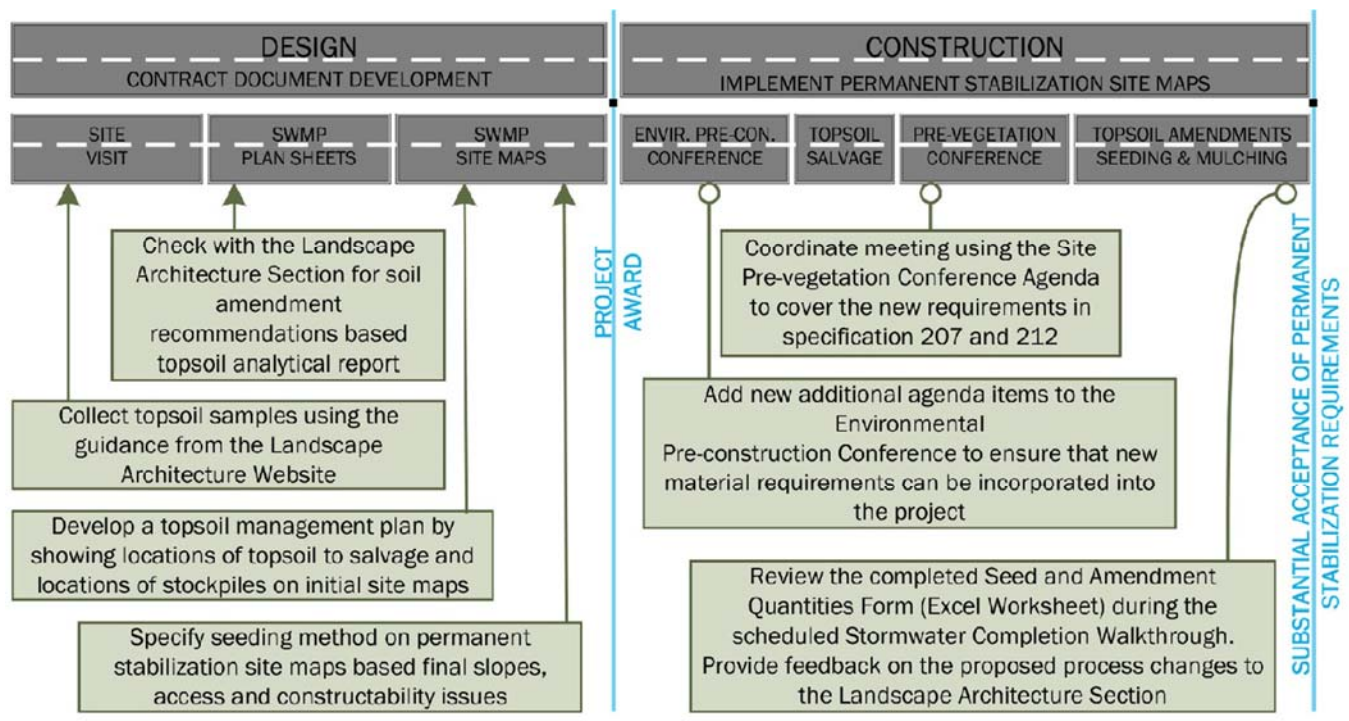 DESIGN
CONTRACT DOCUMENT DEVELOPMENT
CONSTRUCTION
IMPLEMENT PERMANENT STABILIZATION SITE MAPS
SITE
VISIT
SWMP
PLAN SHEETS
SWMP
SITE MAPS
ENVIR. PRE-CON.
CONFERENCE
TOPSOIL
SALVAGE
PRE-VEGETATION
CONFERENCE
TOPSOIL AMENDMENTS
SEEDING & MULCHING
Check with the Landscape
Architecture Section for soil
amendment
recommendations based
topsoil analytical report
Collect topsoil samples using the
guidance from the Landscape
Architecture Website
Develop a topsoil management plan by
showing locations of topsoil to salvage and
locations of stockpiles on initial site maps
Specify seeding method on permanent
stabilization site maps based final slopes,
access and constructability issues
PROJECT
AWARD
Coordinate meeting using the Site
Pre-vegetation Conference Agenda
to cover the new requirements in
specification 207 and 212
Add new additional agenda items to the
Environmental
Pre-construction Conference to ensure that new
material requirements can be incorporated into
the project
Review the completed Seed and Amendment
Quantities Form (Excel Worksheet) during the
scheduled Stormwater Completion Walkthrough.
Provide feedback on the proposed process changes to
the Landscape Architecture Section
SUBSTANTIAL ACCEPTANCE OF PERMANENT
STABILIZATION REQUIREMENTS